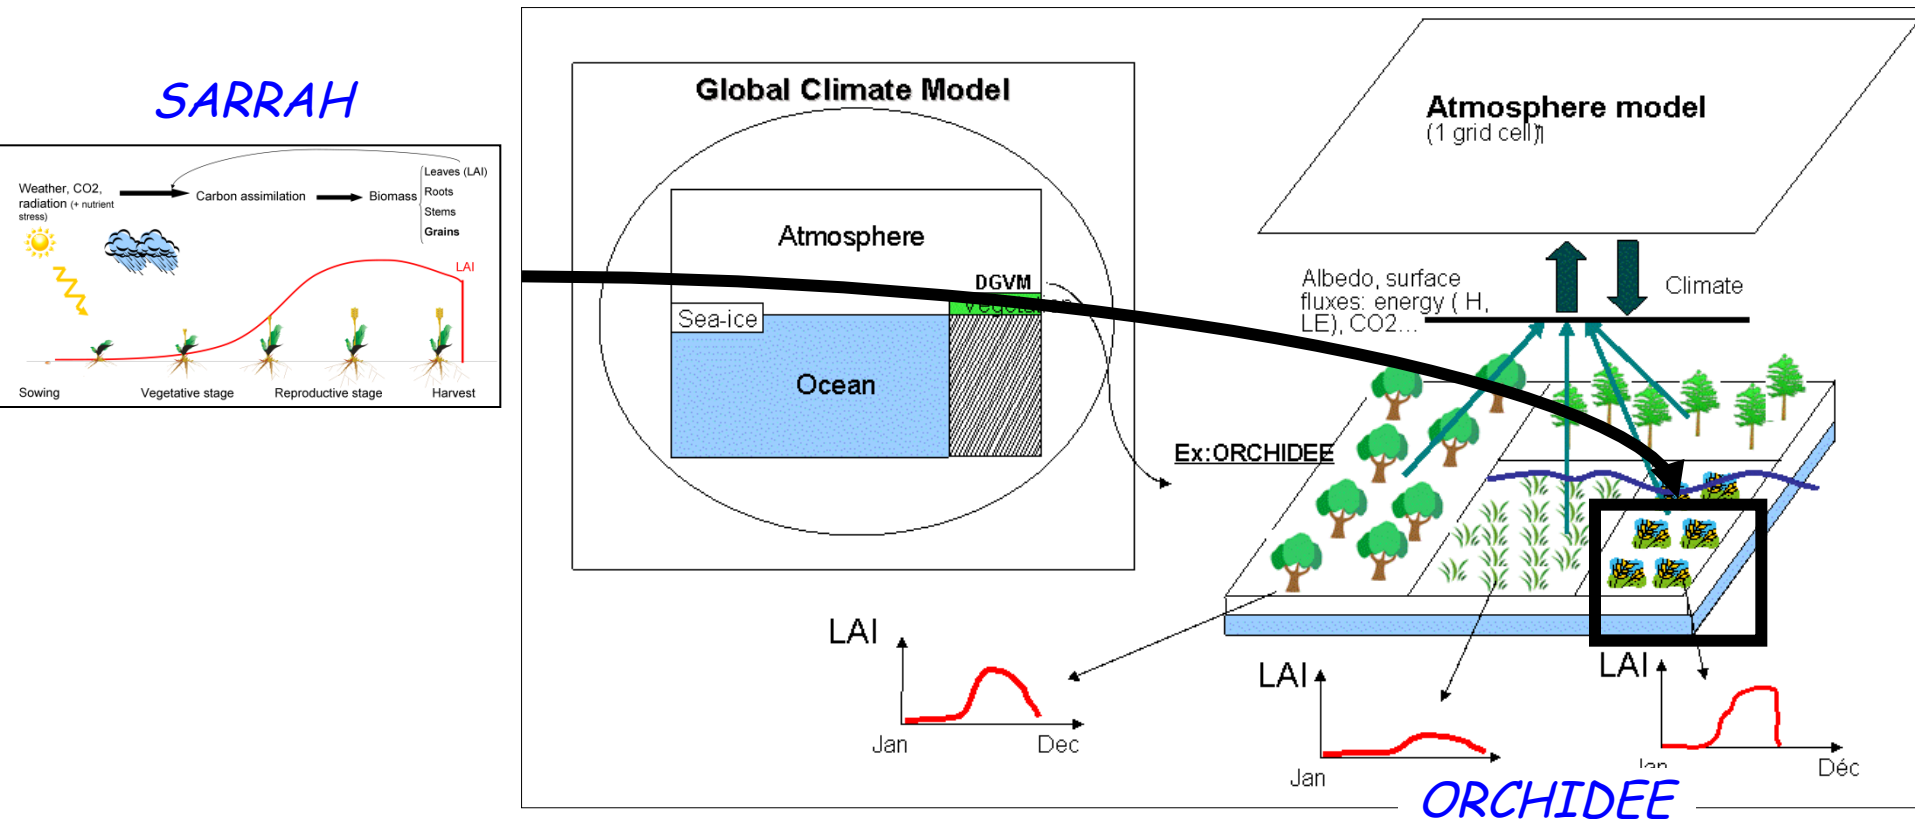 SARRAH
Weather, CO2,
radiation (+ nutrient
stress)
Carbon assimilation
Biomass
Leaves (LAI)
Roots
Stems
Grains
LAI
Sowing
Vegetative stage
Reproductive stage
Harvest
Global Climate Model
Atmosphere
DGVM
Vegetation
Sea-ice
Ocean
Ex:ORCHIDEE
Atmosphere model
(1 grid cell)
Albedo, surface
fluxes: energy ( H,
LE), CO2...
Climate
LAI
Jan
Dec
LAI
Jan
LAI
Jan
Déc
ORCHIDEE